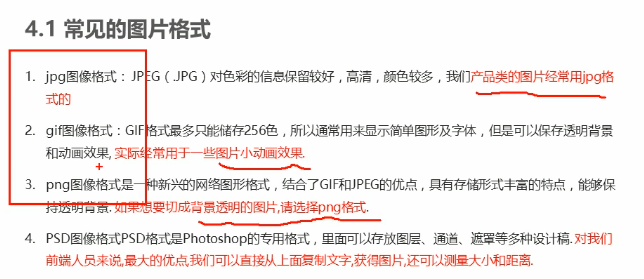 4.1 常见的图片格式
1. jpg图像格式：JPEG（.JPG）对色彩的信息保留较好，高清，颜色较多，我们产品类的图片经常用jpg格
式的
2. gif图像格式：GIF格式最多只能储存256色，所以通常用来显示简单图形及字体，但是可以保存透明背景
和动画效果, 实际经常用于一些图片小动画效果.
3. png图像格式是一种新兴的网络图形格式，结合了GIF和JPEG的优点，具有存储形式丰富的特点，能够保
持透明背景. 如果想要切成背景透明的图片,请选择png格式.
4. PSD图像格式PSD格式是Photoshop的专用格式，里面可以存放图层、通道、遮罩等多种设计稿. 对我们
前端人员来说,最大的优点,我们可以直接从上面复制文字,获得图片,还可以测量大小和距离.